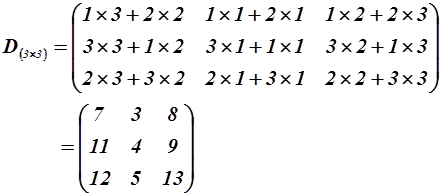 D(3×3) = ( 1×3+2×2 1×1+2×1 1×2+2×3
3×3+1×2 3×1+1×1 3×2+1×3
2×3+3×2 2×1+3×1 2×2+3×3 )
= ( 7 3 8
11 4 9
12 5 13 )